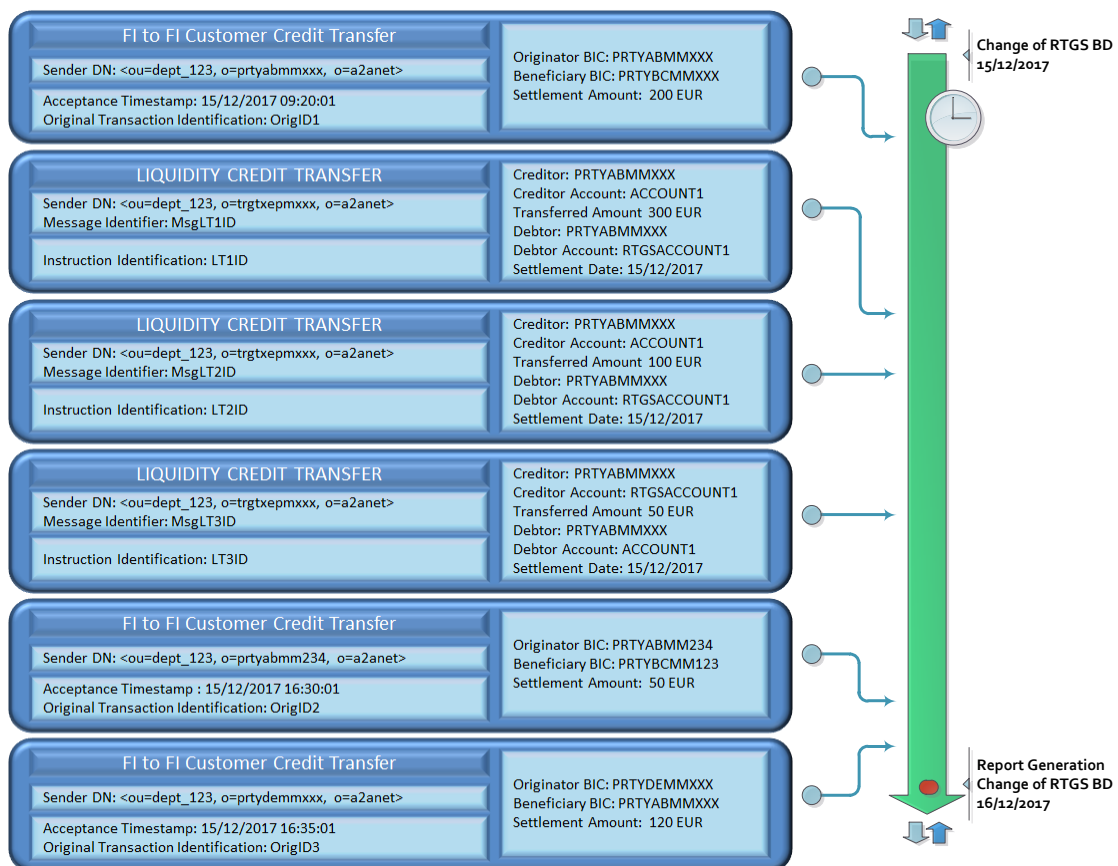 FI to FI Customer Credit Transfer
Sender DN: <ou=dept_123, o=prtyabmmxxx, o=a2anet>
Acceptance Timestamp: 15/12/2017 09:20:01
Original Transaction Identification: OrigID1
Originator BIC: PRTYABMMXXX
Beneficiary BIC: PRTYBCMMXXX
Settlement Amount: 200 EUR
Change of RTGS BD
15/12/2017
LIQUIDITY CREDIT TRANSFER
Sender DN: <ou=dept_123, o=trgtxepmxxx, o=a2anet>
Message Identifier: MsgLT1ID
Instruction Identification: LT1ID
Creditor: PRTYABMMXXX
Creditor Account: ACCOUNT1
Transferred Amount 300 EUR
Debtor: PRTYABMMXXX
Debtor Account: RTGSACCOUNT1
Settlement Date: 15/12/2017
LIQUIDITY CREDIT TRANSFER
Sender DN: <ou=dept_123, o=trgtxepmxxx, o=a2anet>
Message Identifier: MsgLT2ID
Instruction Identification: LT2ID
Creditor: PRTYABMMXXX
Creditor Account: ACCOUNT1
Transferred Amount 100 EUR
Debtor: PRTYABMMXXX
Debtor Account: RTGSACCOUNT1
Settlement Date: 15/12/2017
LIQUIDITY CREDIT TRANSFER
Sender DN: <ou=dept_123, o=trgtxepmxxx, o=a2anet>
Message Identifier: MsgLT3ID
Instruction Identification: LT3ID
Creditor: PRTYABMMXXX
Creditor Account: RTGSACCOUNT1
Transferred Amount 50 EUR
Debtor: PRTYABMMXXX
Debtor Account: ACCOUNT1
Settlement Date: 15/12/2017
FI to FI Customer Credit Transfer
Sender DN: <ou=dept_123, o=prtyabmm234, o=a2anet>
Acceptance Timestamp : 15/12/2017 16:30:01
Original Transaction Identification: OrigID2
Originator BIC: PRTYABMM234
Beneficiary BIC: PRTYBCMM123
Settlement Amount: 50 EUR
FI to FI Customer Credit Transfer
Sender DN: <ou=dept_123, o=prtydemmxxx, o=a2anet>
Acceptance Timestamp: 15/12/2017 16:35:01
Original Transaction Identification: OrigID3
Originator BIC: PRTYDEMMXXX
Beneficiary BIC: PRTYABMMXXX
Settlement Amount: 120 EUR
Report Generation
Change of RTGS BD
16/12/2017